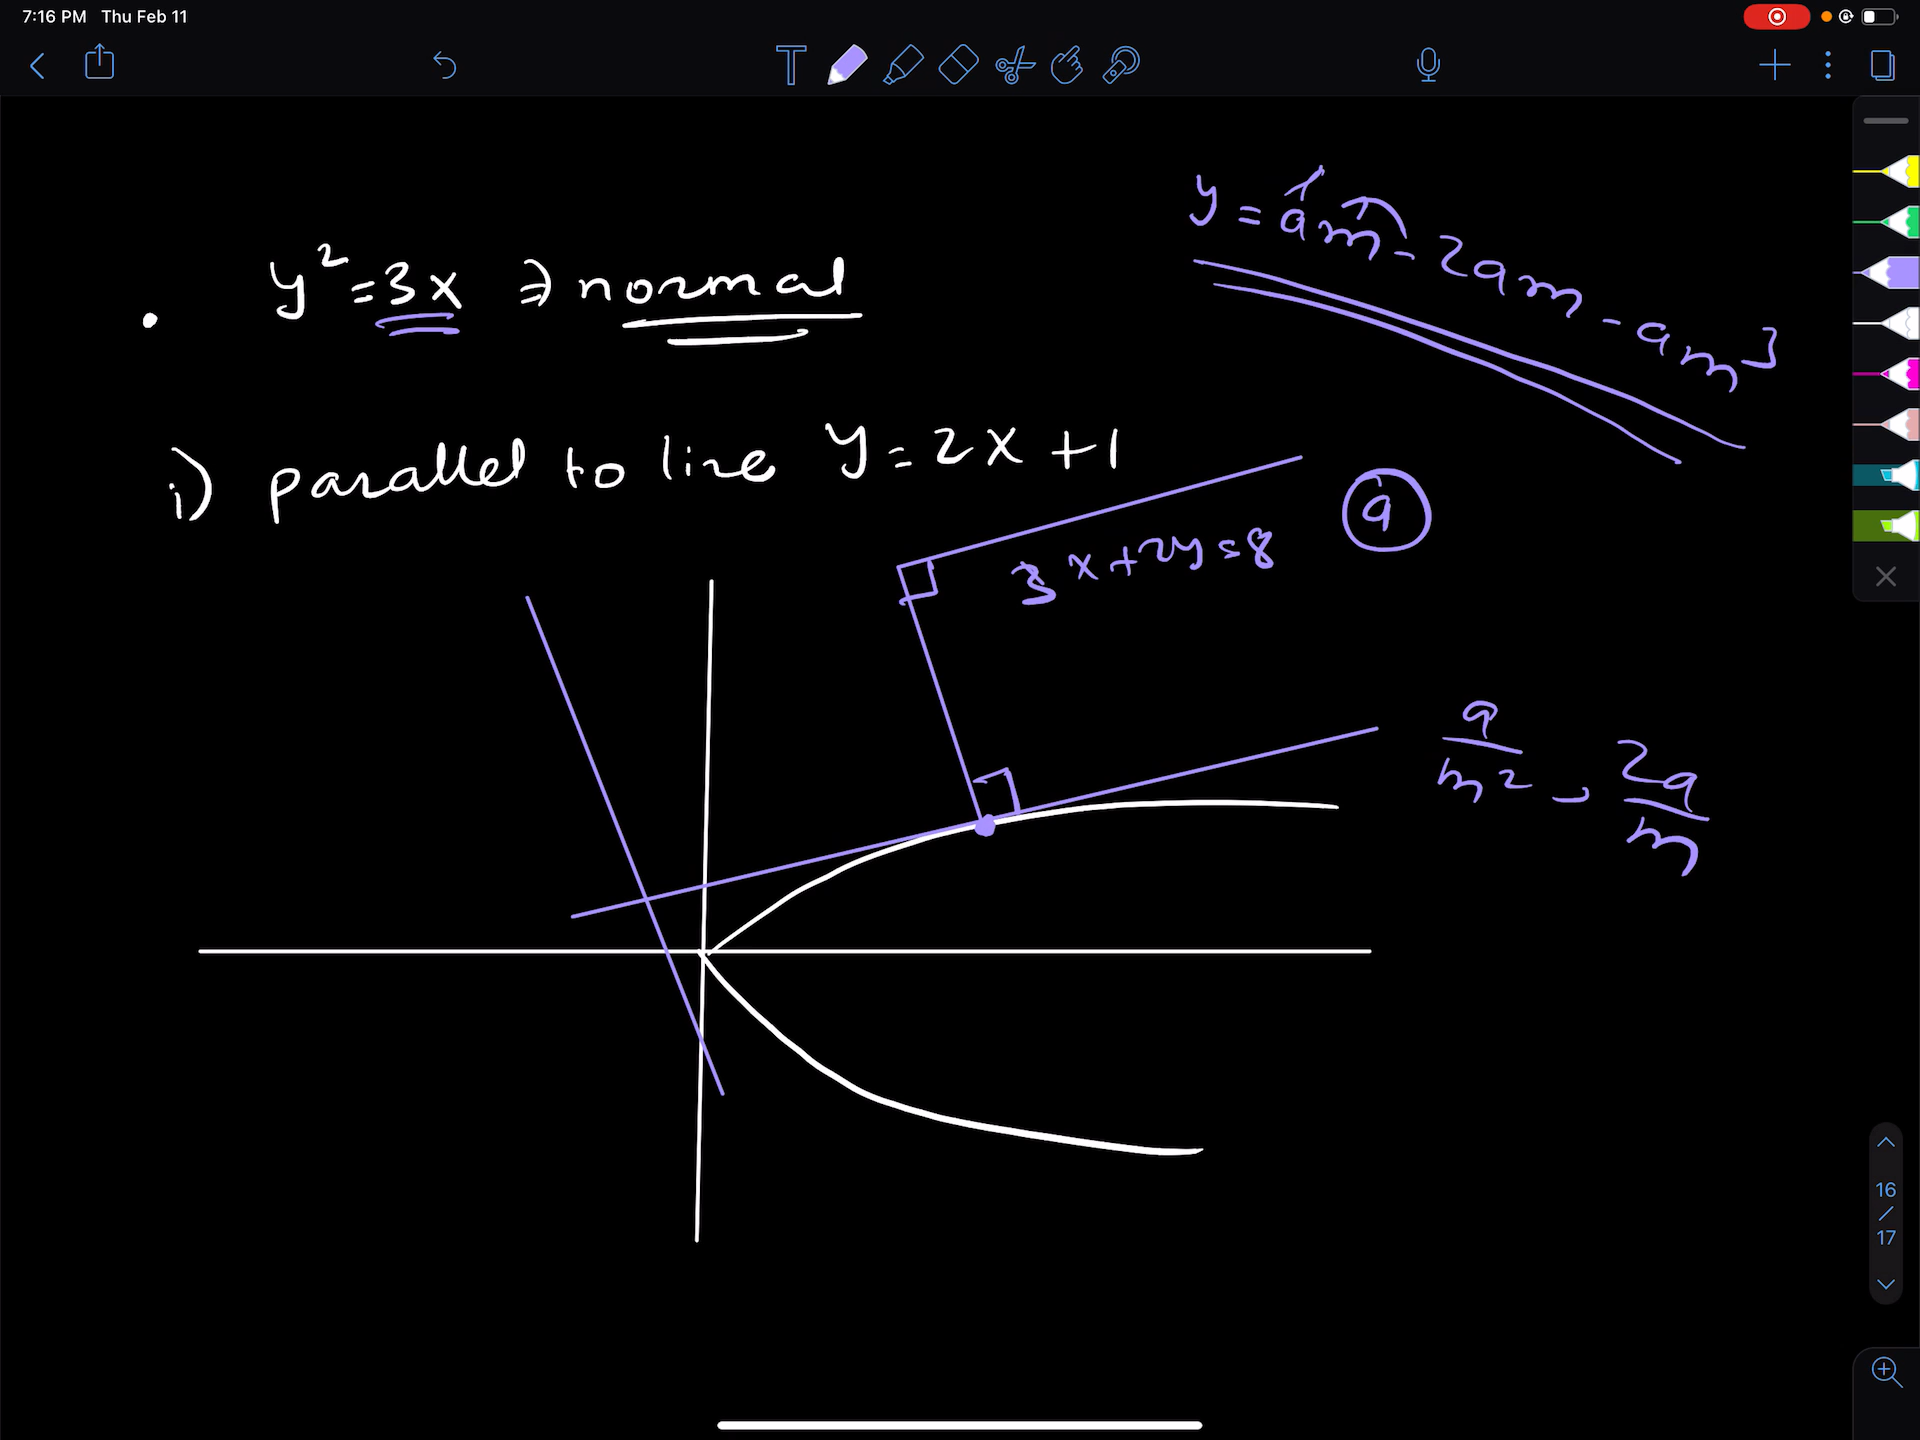 7:16 PM Thu Feb 11
y = am - 2am - am³
y² = 3x ⇒ normal
i) parallel to line y = 2x + 1
a
3x + 2y = 8
a/m² , 2a/m
16
/
17